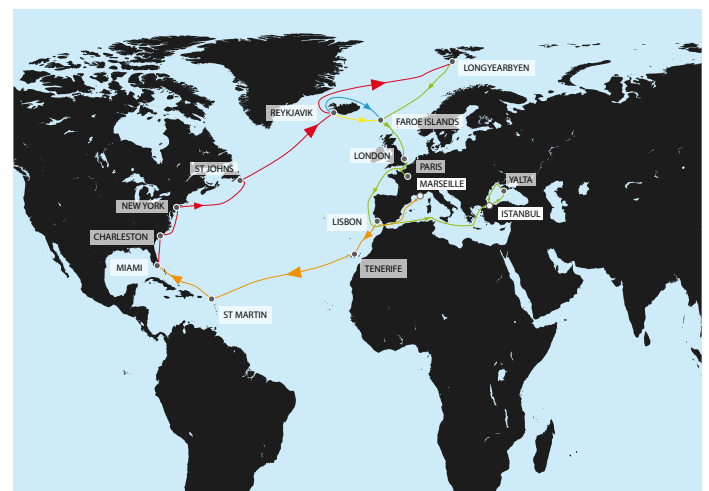 LONGYEARBYEN
REYKJAVIK
FAROE ISLANDS
LONDON
ST JOHNS
PARIS
YALTA
MARSEILLE
NEW YORK
ISTANBUL
LISBON
CHARLESTON
MIAMI
TENERIFE
ST MARTIN